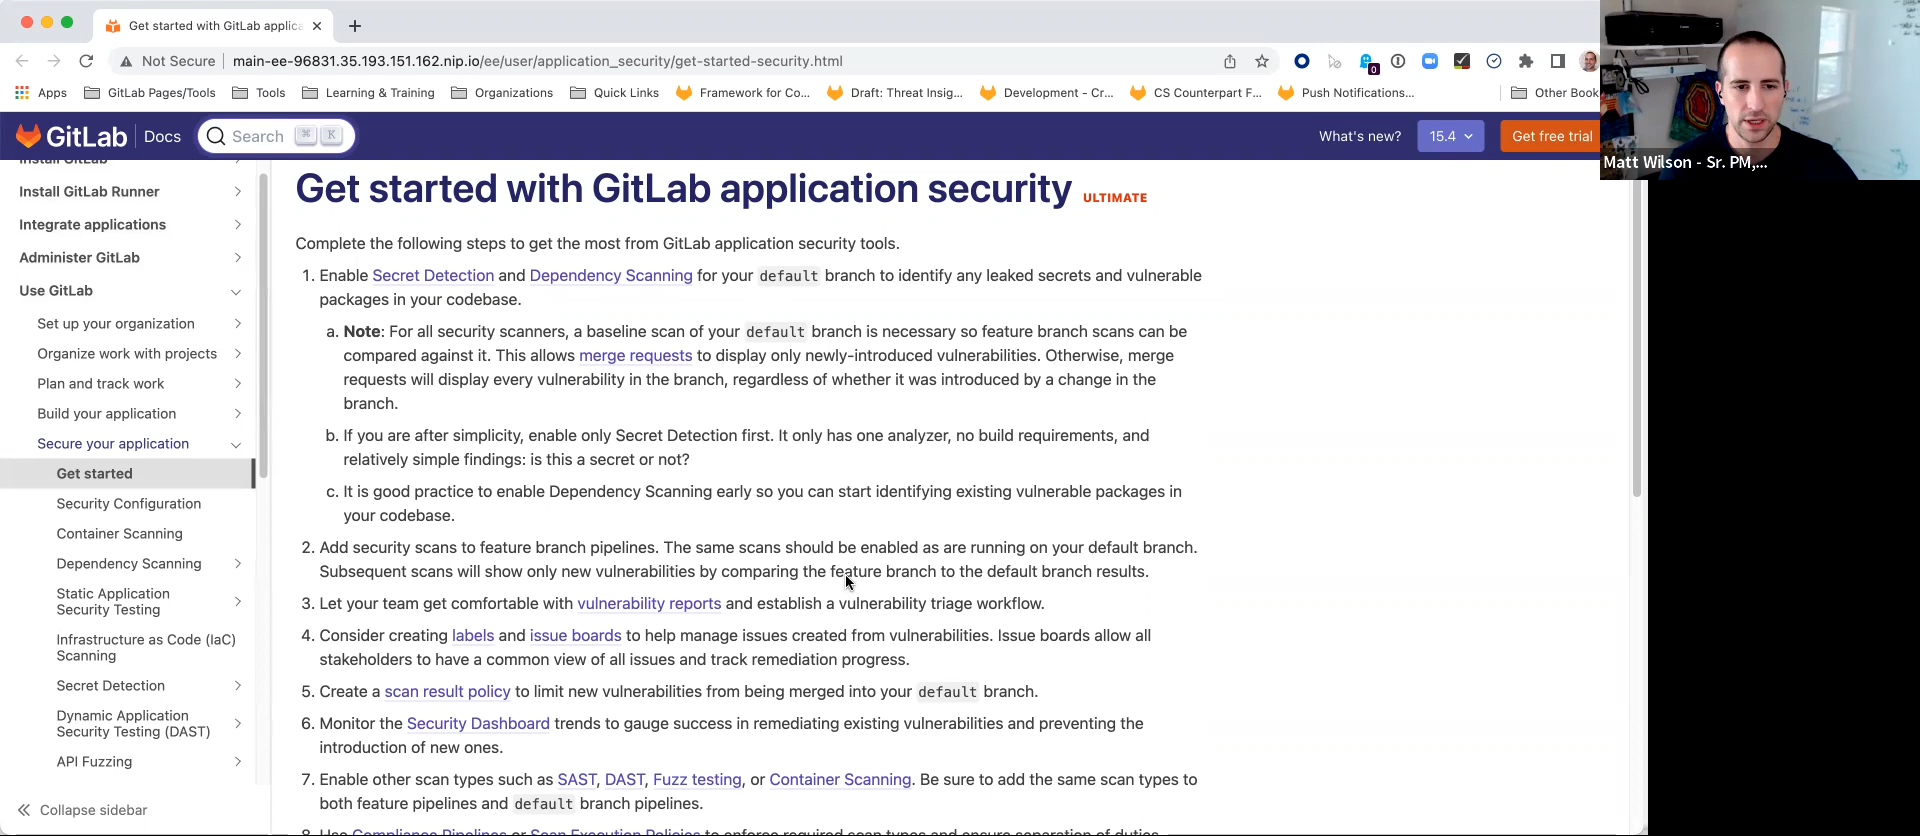 Get started with GitLab applica
Not Secure
main-ee-96831.35.193.151.162.nip.io/ee/user/application_security/get-started-security.html
0
Apps
GitLab Pages/Tools
Tools
Learning & Training
Organizations
Quick Links
Framework for Co...
Draft: Threat Insig...
Development - Cr...
CS Counterpart F...
Push Notifications...
Other Book
GitLab
Docs
Search
⌘
K
What's new?
15.4
Get free trial
Matt Wilson - Sr. PM,...
Install GitLab
Install GitLab Runner
Integrate applications
Administer GitLab
Use GitLab
Set up your organization
Organize work with projects
Plan and track work
Build your application
Secure your application
Get started
Security Configuration
Container Scanning
Dependency Scanning
Static Application
Security Testing
Infrastructure as Code (IaC)
Scanning
Secret Detection
Dynamic Application
Security Testing (DAST)
API Fuzzing
Collapse sidebar
Get started with GitLab application security ULTIMATE
Complete the following steps to get the most from GitLab application security tools.
1. Enable Secret Detection and Dependency Scanning for your default branch to identify any leaked secrets and vulnerable
packages in your codebase.
a. Note: For all security scanners, a baseline scan of your default branch is necessary so feature branch scans can be
compared against it. This allows merge requests to display only newly-introduced vulnerabilities. Otherwise, merge
requests will display every vulnerability in the branch, regardless of whether it was introduced by a change in the
branch.
b. If you are after simplicity, enable only Secret Detection first. It only has one analyzer, no build requirements, and
relatively simple findings: is this a secret or not?
c. It is good practice to enable Dependency Scanning early so you can start identifying existing vulnerable packages in
your codebase.
2. Add security scans to feature branch pipelines. The same scans should be enabled as are running on your default branch.
Subsequent scans will show only new vulnerabilities by comparing the feature branch to the default branch results.
3. Let your team get comfortable with vulnerability reports and establish a vulnerability triage workflow.
4. Consider creating labels and issue boards to help manage issues created from vulnerabilities. Issue boards allow all
stakeholders to have a common view of all issues and track remediation progress.
5. Create a scan result policy to limit new vulnerabilities from being merged into your default branch.
6. Monitor the Security Dashboard trends to gauge success in remediating existing vulnerabilities and preventing the
introduction of new ones.
7. Enable other scan types such as SAST, DAST, Fuzz testing, or Container Scanning. Be sure to add the same scan types to
both feature pipelines and default branch pipelines.
8. Use Compliance Pipelines or Scan Execution Policies to enforce required scan types and ensure separation of duties